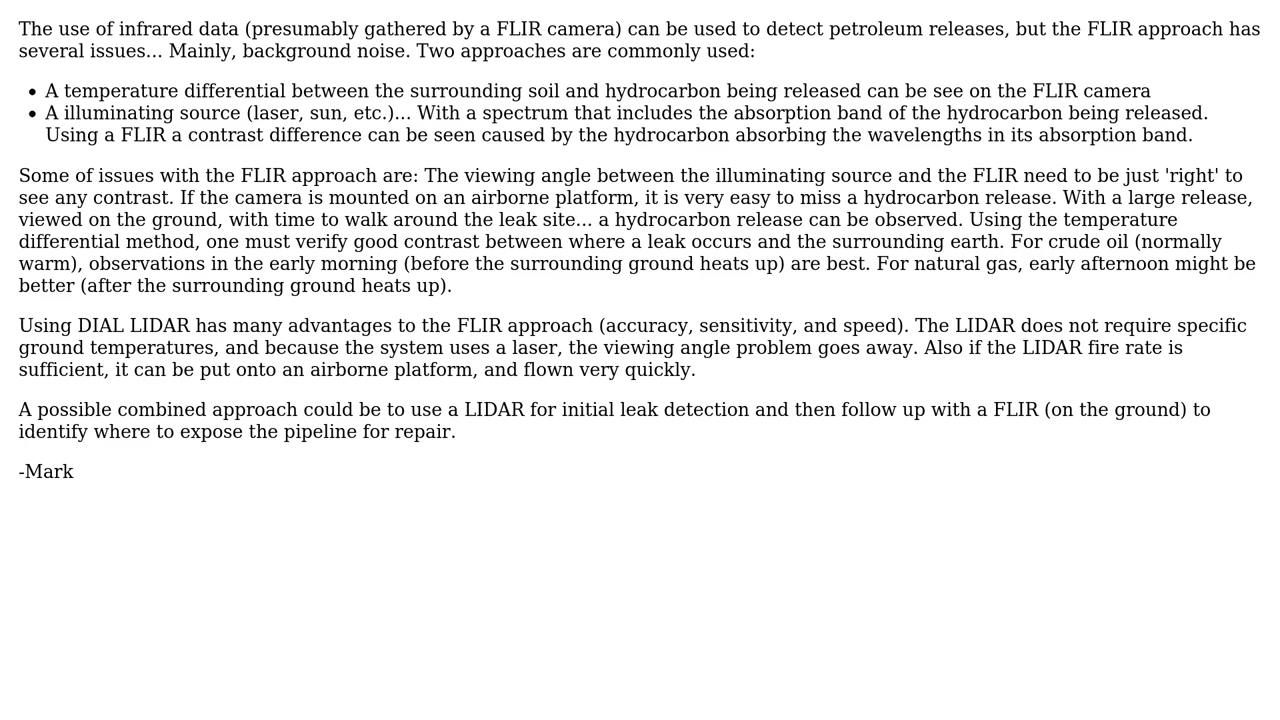 The use of infrared data (presumably gathered by a FLIR camera) can be used to detect petroleum releases, but the FLIR approach has
several issues... Mainly, background noise. Two approaches are commonly used:
• A temperature differential between the surrounding soil and hydrocarbon being released can be see on the FLIR camera
• A illuminating source (laser, sun, etc.)... With a spectrum that includes the absorption band of the hydrocarbon being released.
Using a FLIR a contrast difference can be seen caused by the hydrocarbon absorbing the wavelengths in its absorption band.
Some of issues with the FLIR approach are: The viewing angle between the illuminating source and the FLIR need to be just 'right' to
see any contrast. If the camera is mounted on an airborne platform, it is very easy to miss a hydrocarbon release. With a large release,
viewed on the ground, with time to walk around the leak site... a hydrocarbon release can be observed. Using the temperature
differential method, one must verify good contrast between where a leak occurs and the surrounding earth. For crude oil (normally
warm), observations in the early morning (before the surrounding ground heats up) are best. For natural gas, early afternoon might be
better (after the surrounding ground heats up).
Using DIAL LIDAR has many advantages to the FLIR approach (accuracy, sensitivity, and speed). The LIDAR does not require specific
ground temperatures, and because the system uses a laser, the viewing angle problem goes away. Also if the LIDAR fire rate is
sufficient, it can be put onto an airborne platform, and flown very quickly.
A possible combined approach could be to use a LIDAR for initial leak detection and then follow up with a FLIR (on the ground) to
identify where to expose the pipeline for repair.
-Mark